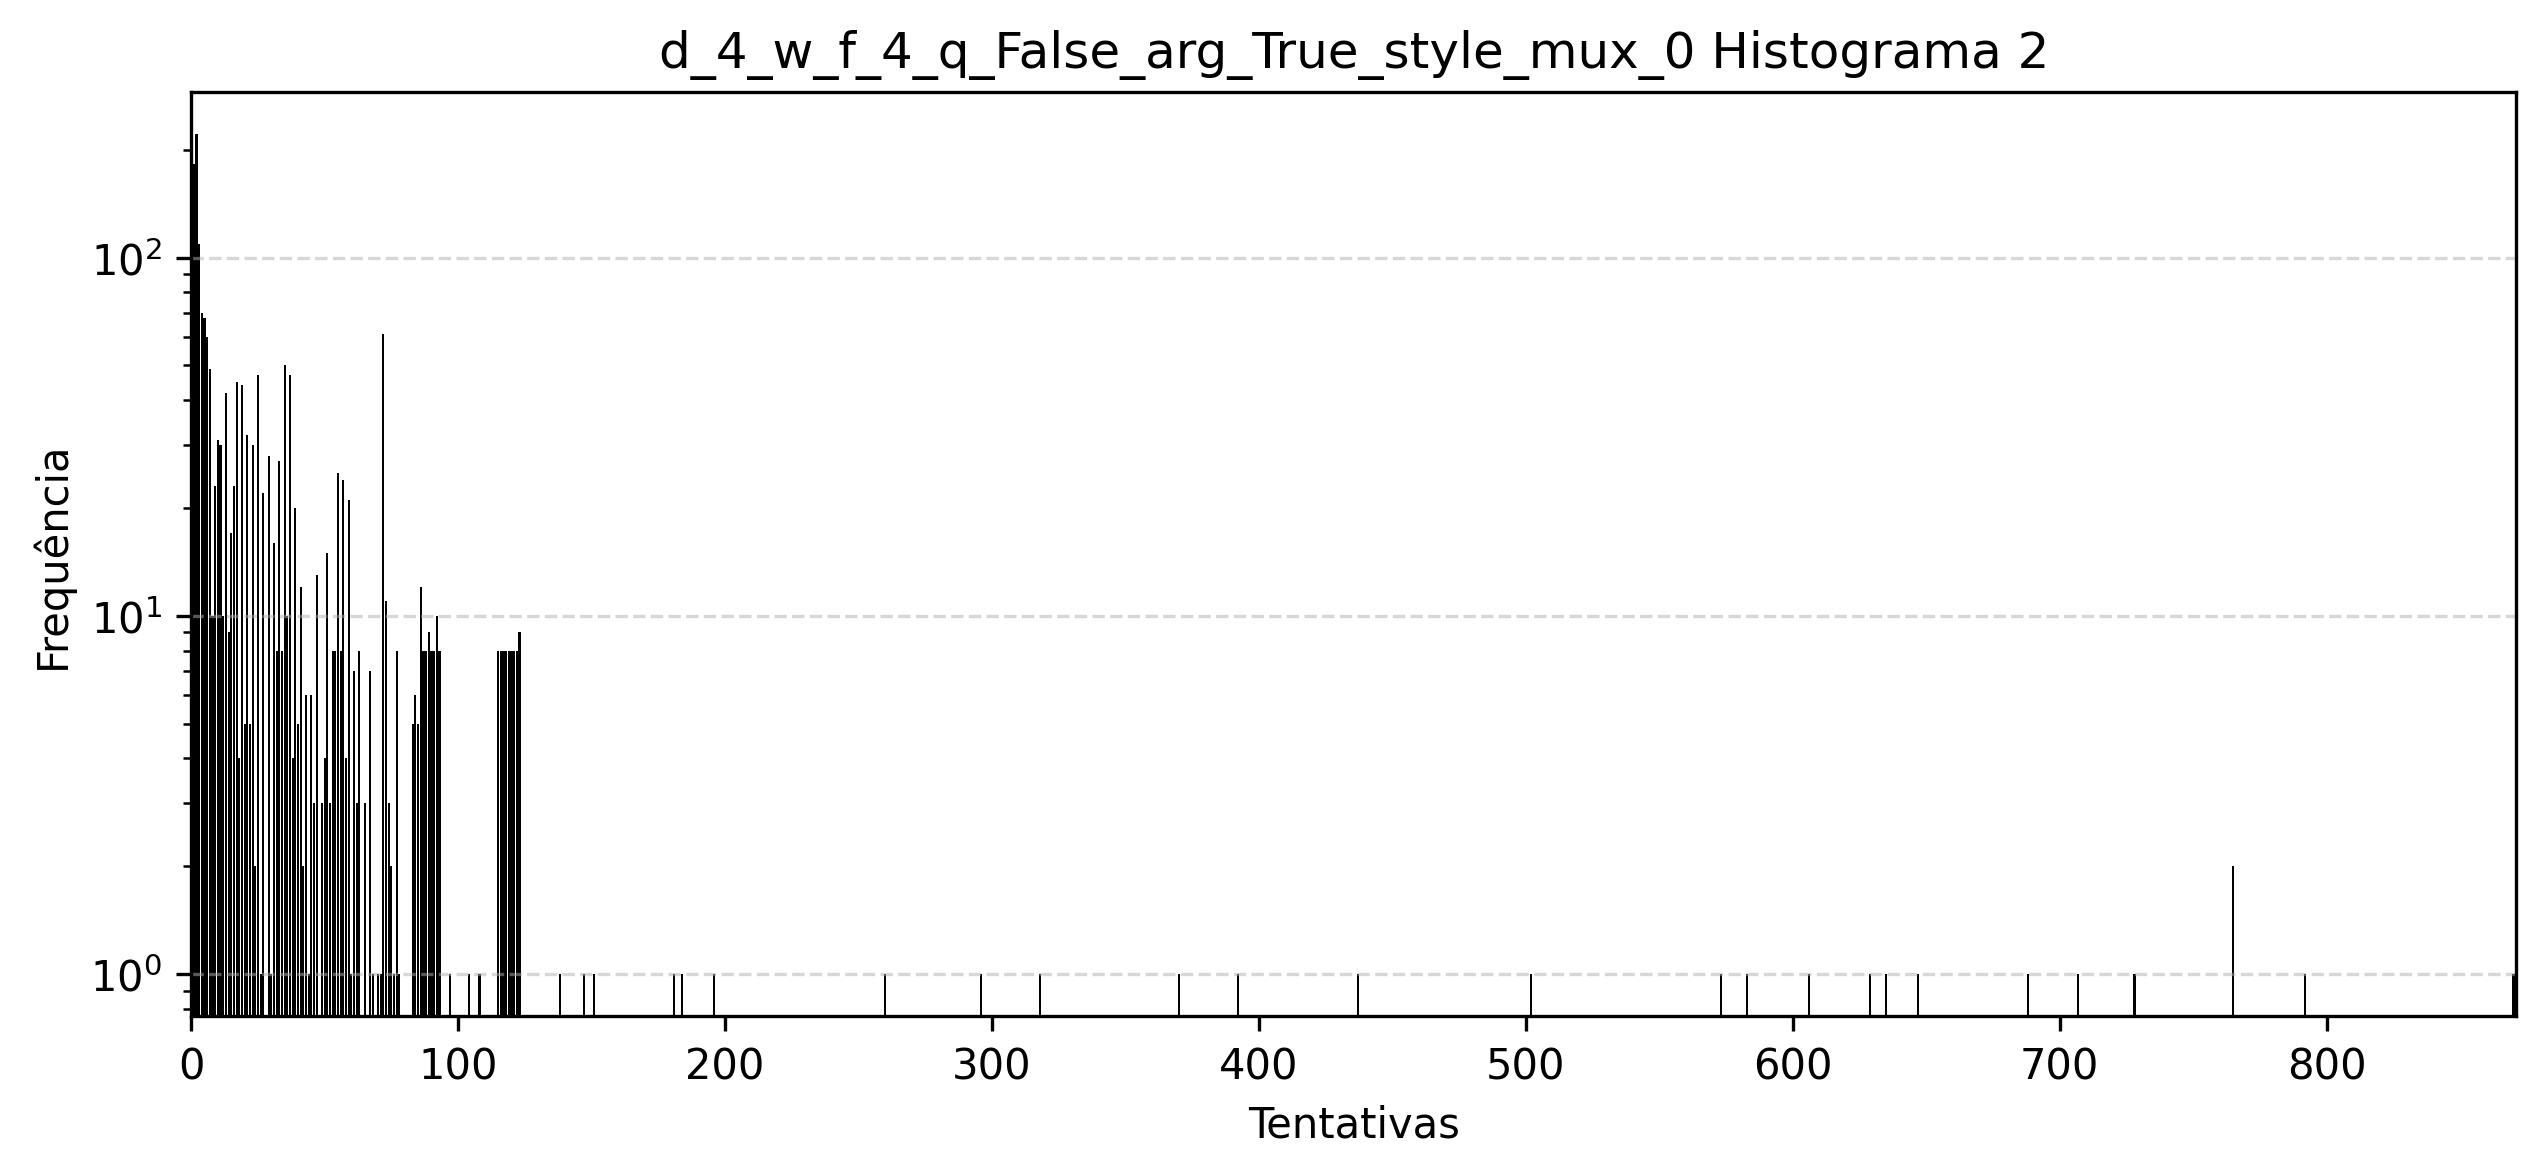 d_4_w_f_4_q_False_arg_True_style_mux_0 Histograma 2
Frequência
10²
10¹
10⁰
0 100 200 300 400 500 600 700 800
Tentativas